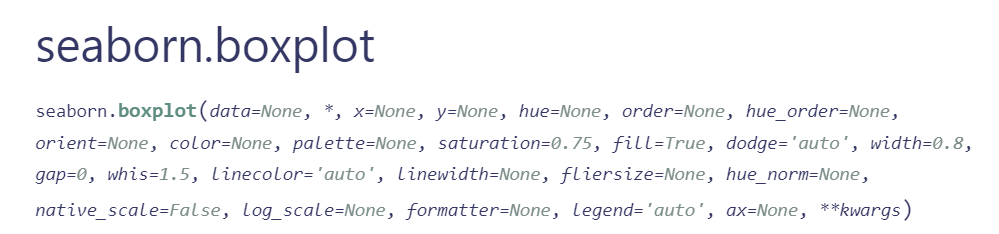 seaborn.boxplot
seaborn.boxplot(data=None, *, x=None, y=None, hue=None, order=None, hue_order=None,
orient=None, color=None, palette=None, saturation=0.75, fill=True, dodge='auto', width=0.8,
gap=0, whis=1.5, linecolor='auto', linewidth=None, fliersize=None, hue_norm=None,
native_scale=False, log_scale=None, formatter=None, legend='auto', ax=None, **kwargs)